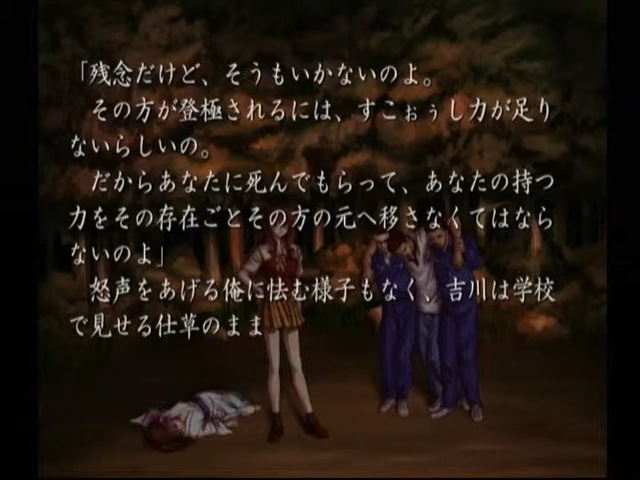 「残念だけど、そうもいかないのよ。
その方が登極されるには、すこぉぅし力が足り
ないらしいの。
だからあなたに死んでもらって、あなたの持つ
力をその存在ごとその方の元へ移さなくてはなら
ないのよ」
怒声をあげる俺に怯む様子もなく、吉川は学校
で見せる仕草のまま